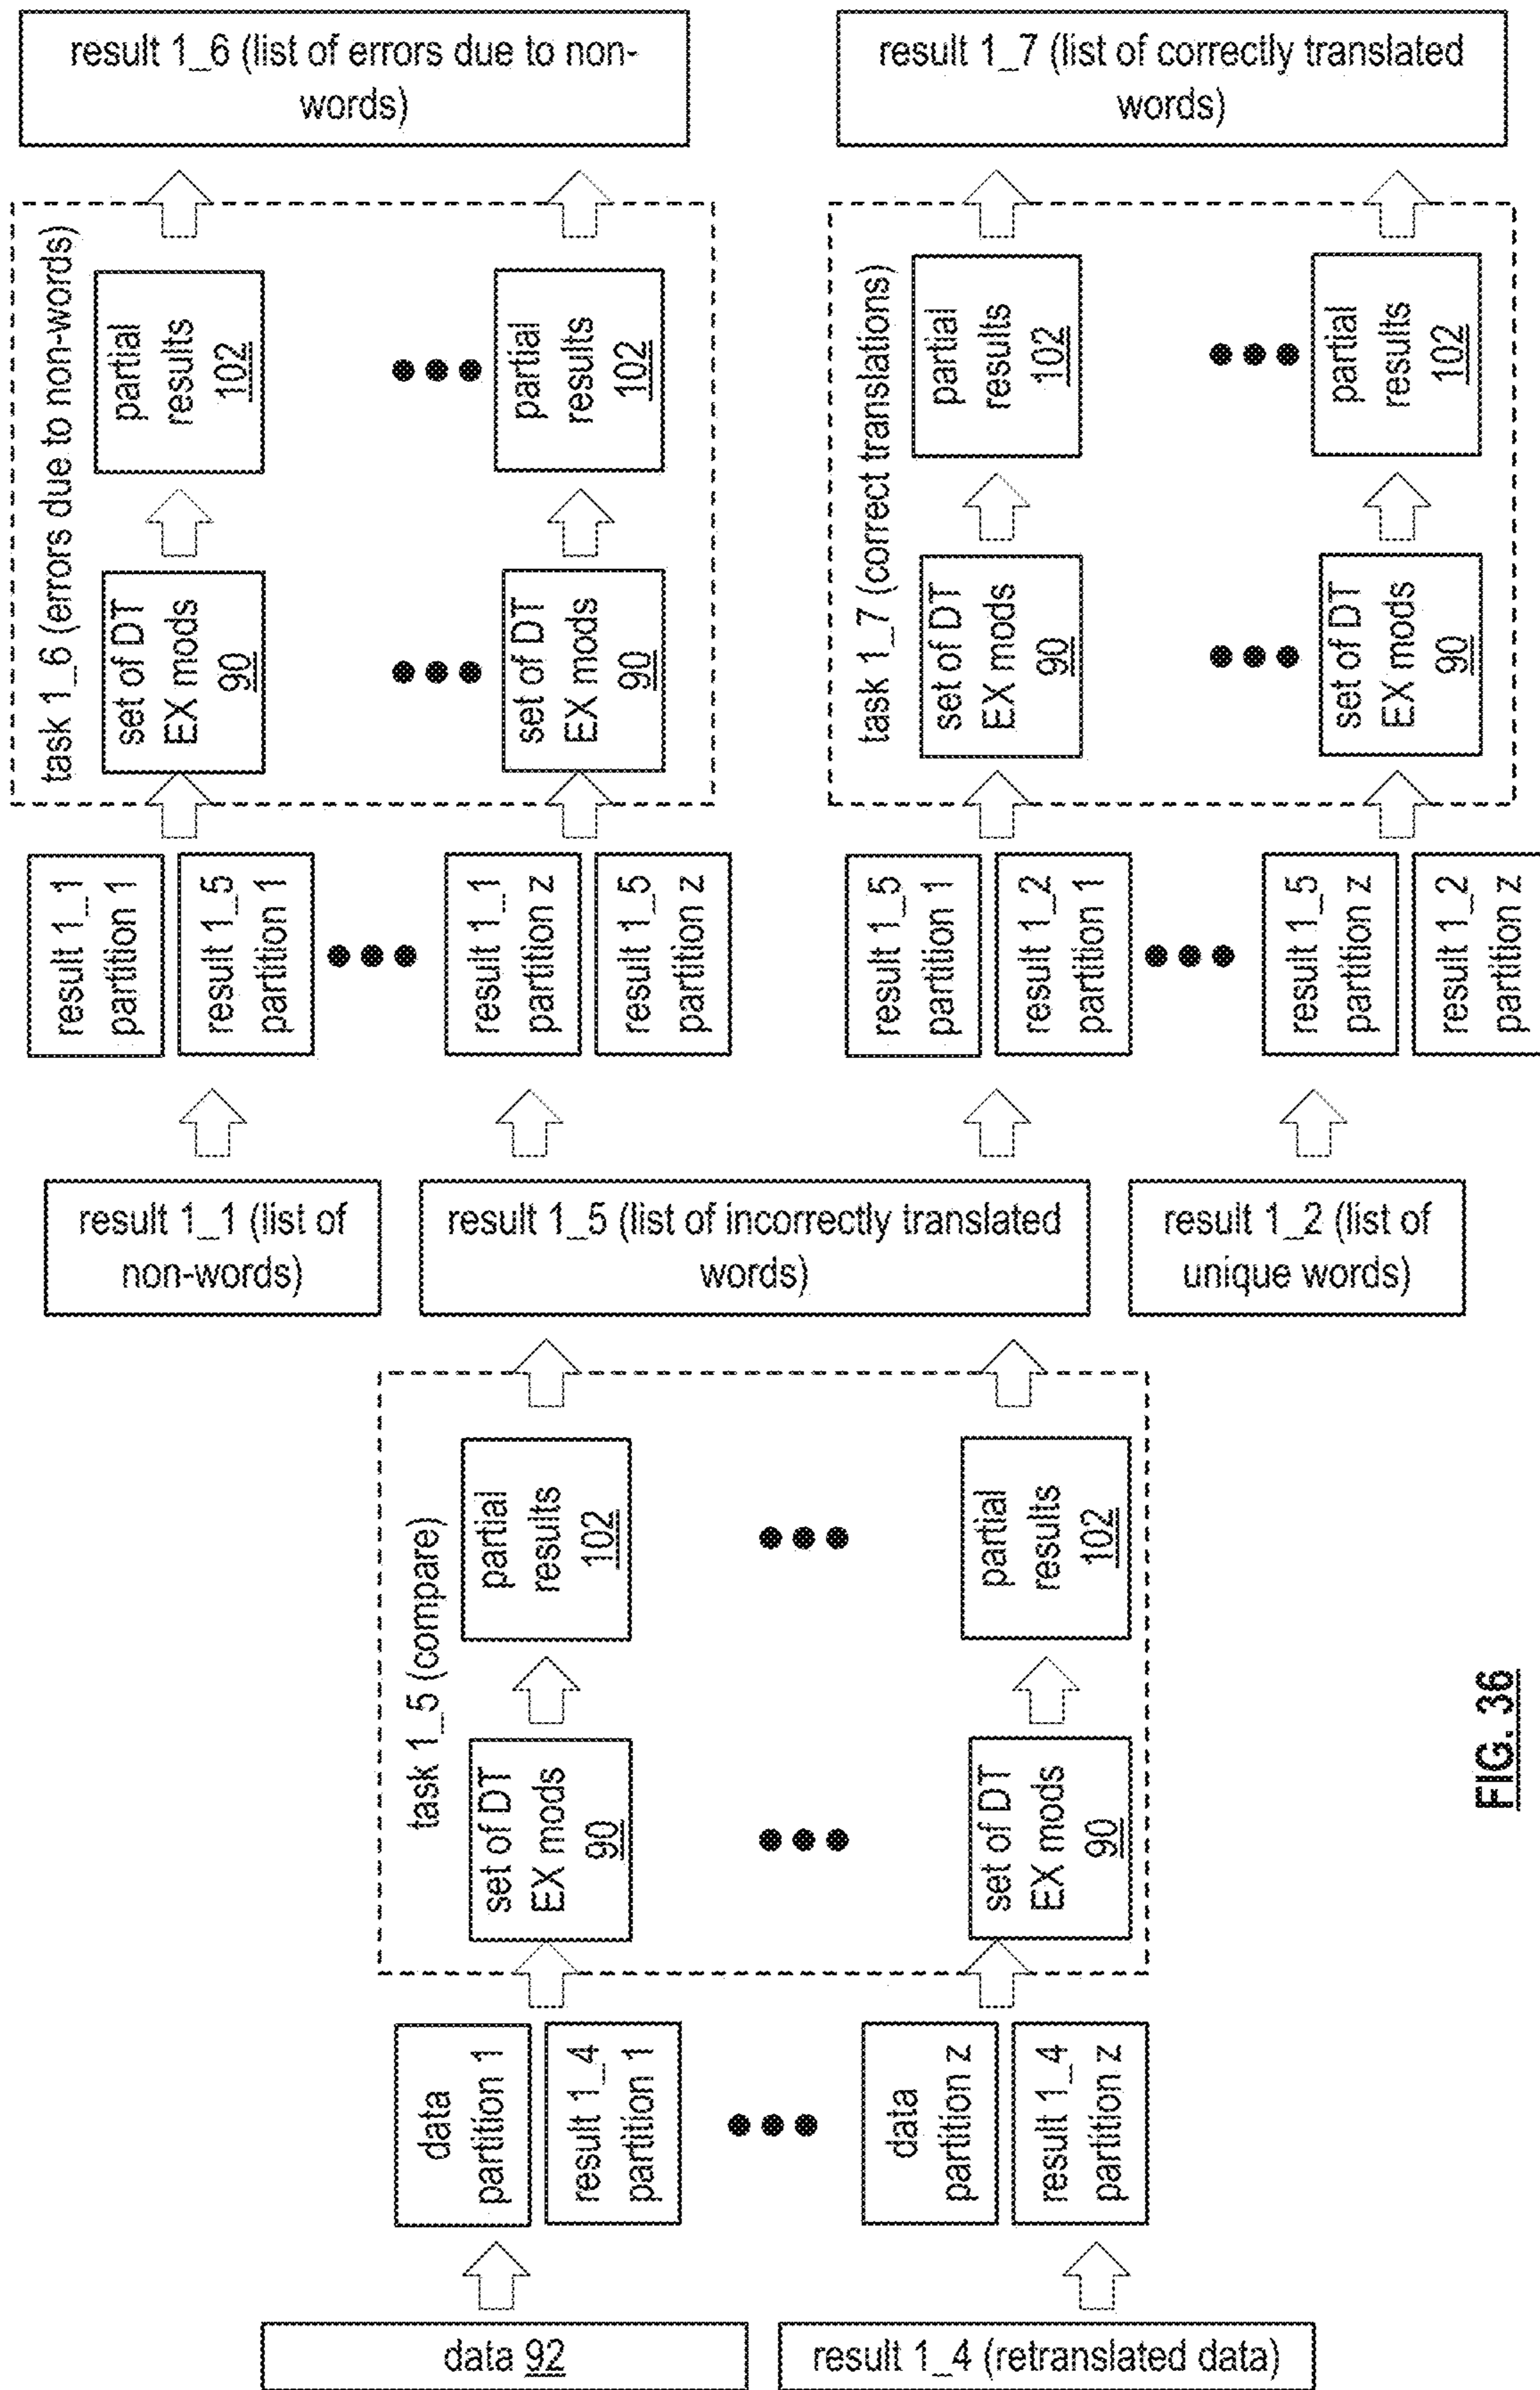 result 1_6 (list of errors due to non-
words)
result 1_7 (list of correctly translated
words)
task 1_6 (errors due to non-words)
partial
results
102
partial
results
102
set of DT
EX mods
90
set of DT
EX mods
90
task 1_7 (correct translations)
partial
results
102
partial
results
102
set of DT
EX mods
90
set of DT
EX mods
90
result 1_1
partition 1
result 1_5
partition 1
result 1_1
partition z
result 1_5
partition z
result 1_5
partition 1
result 1_2
partition 1
result 1_5
partition z
result 1_2
partition z
result 1_1 (list of
non-words)
result 1_5 (list of incorrectly translated
words)
result 1_2 (list of
unique words)
task 1_5 (compare)
partial
results
102
partial
results
102
set of DT
EX mods
90
set of DT
EX mods
90
data
partition 1
result 1_4
partition 1
data
partition z
result 1_4
partition z
data 92
result 1_4 (retranslated data)
FIG. 36